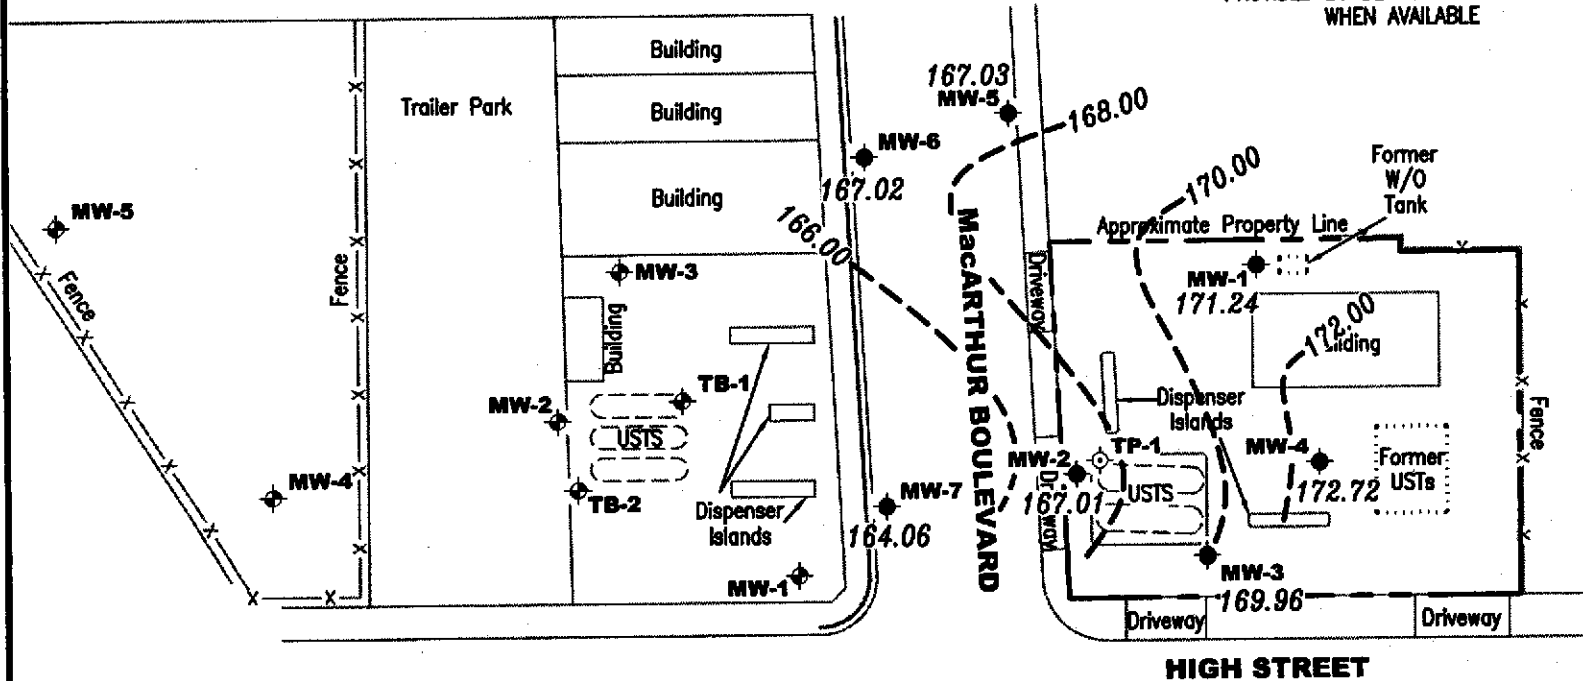 WHEN AVAILABLE
Building
167.03
MW-5
168.00
Trailer Park
Building
MW-6
167.02
Building
170.00
Former
W/O
Tank
MW-5
166.00
MacARTHUR BOULEVARD
Approximate Property Line
Fence
Fence
MW-3
Building
Driveway
MW-1
171.24
172.00
TB-1
MW-2
USTS
Dispenser
Islands
Fence
MW-4
TB-2
Dispenser
Islands
MW-7
164.06
MW-1
MW-2
167.01
TP-1
USTS
Driveway
MW-4
172.72
Former
USTs
MW-3
169.96
Driveway
Driveway
HIGH STREET